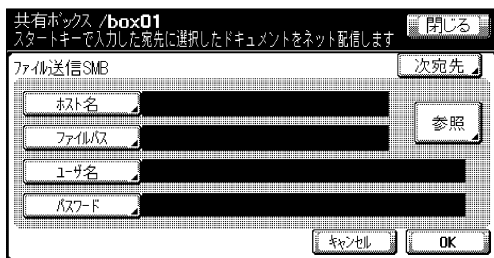 共有ボックス /box01
スタートキーで入力した宛先に選択したドキュメントをネット配信します
閉じる
ファイル送信SMB
次宛先
ホスト名
参照
ファイルパス
ユーザ名
パスワード
キャンセル
OK